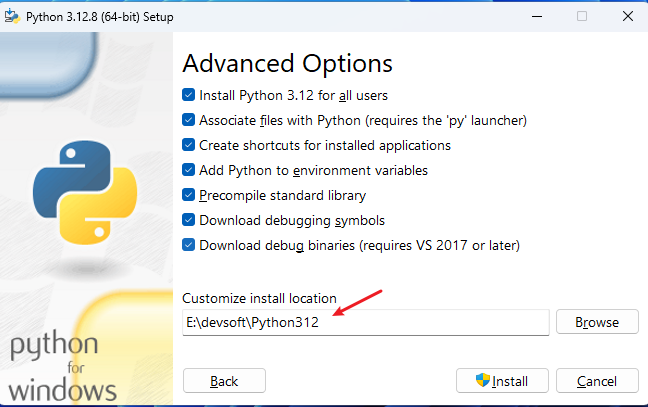 Python 3.12.8 (64-bit) Setup
Advanced Options
Install Python 3.12 for all users
Associate files with Python (requires the 'py' launcher)
Create shortcuts for installed applications
Add Python to environment variables
Precompile standard library
Download debugging symbols
Download debug binaries (requires VS 2017 or later)
Customize install location
E:\devsoft\Python312
Browse
python
for
windows
Back
Install
Cancel